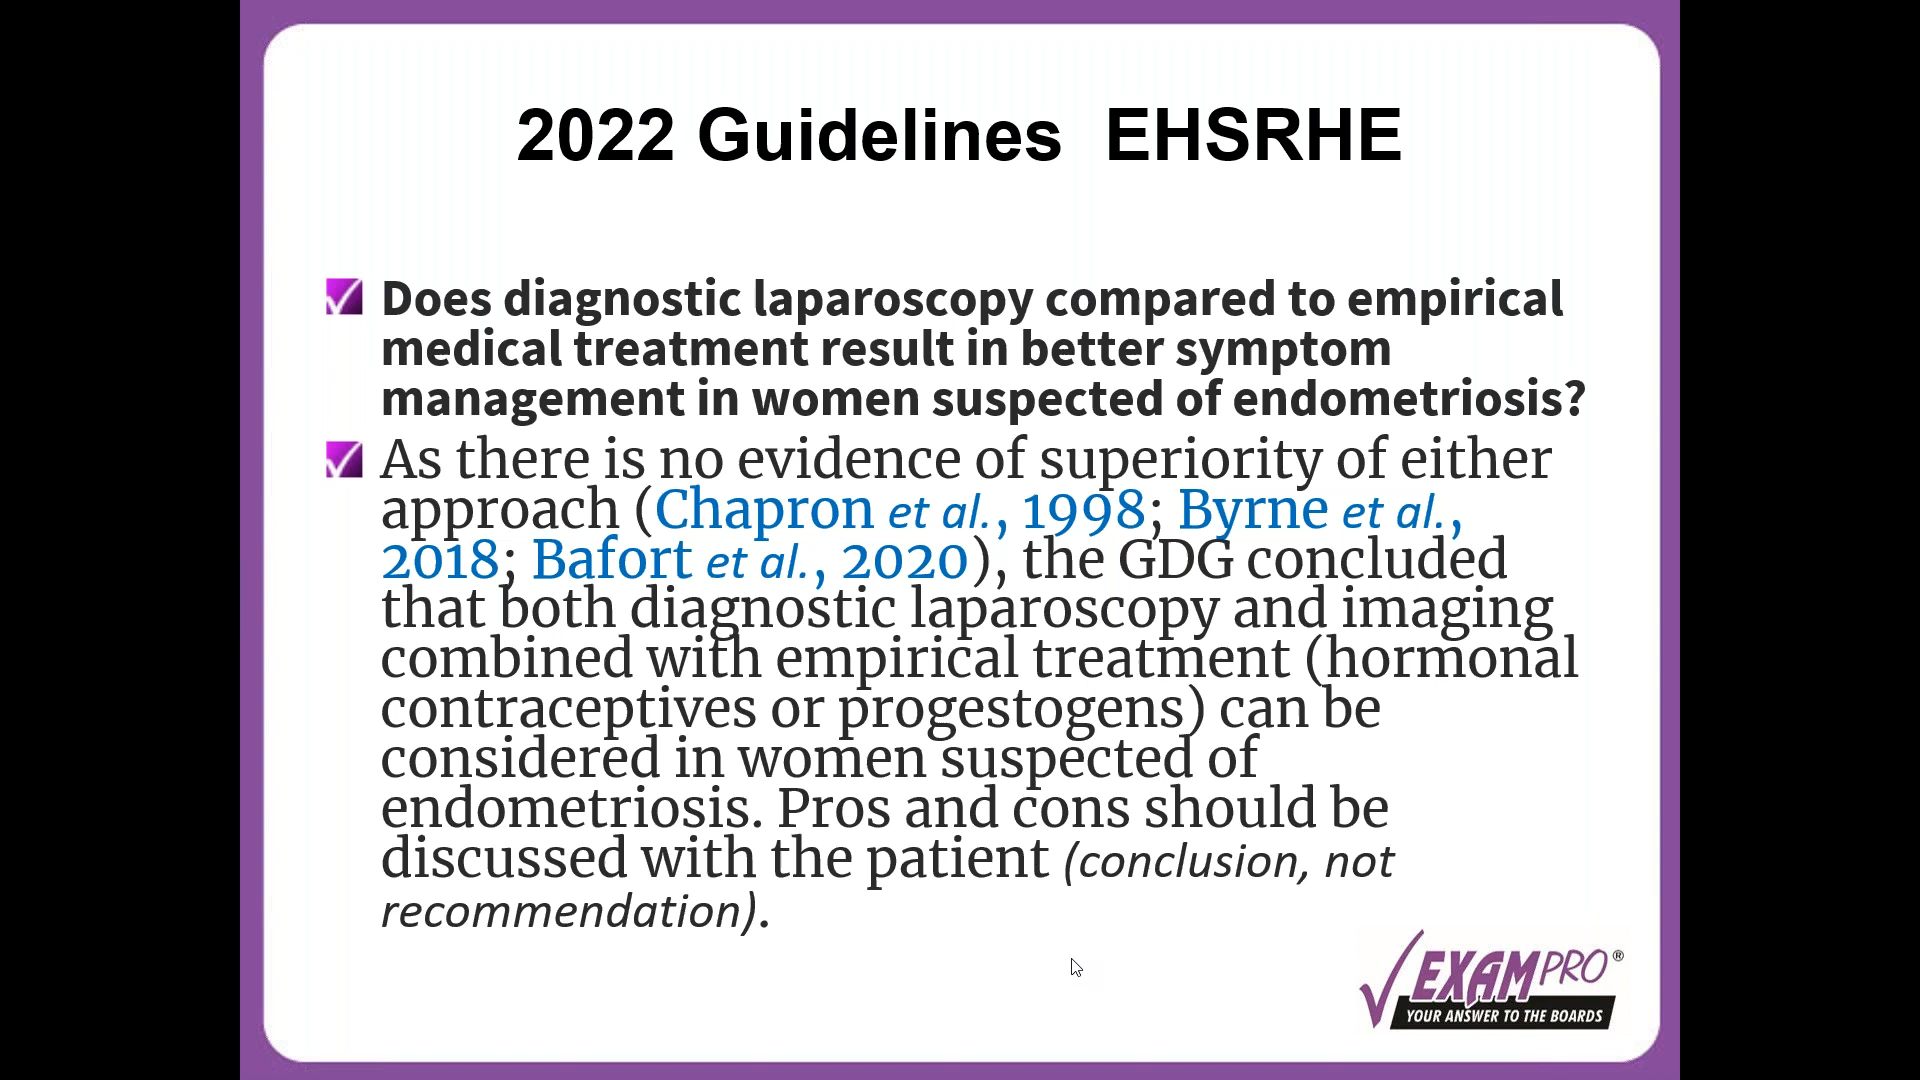 2022 Guidelines  EHSRHE
Does diagnostic laparoscopy compared to empirical
medical treatment result in better symptom
management in women suspected of endometriosis?
As there is no evidence of superiority of either
approach (Chapron et al., 1998; Byrne et al.,
2018; Bafort et al., 2020), the GDG concluded
that both diagnostic laparoscopy and imaging
combined with empirical treatment (hormonal
contraceptives or progestogens) can be
considered in women suspected of
endometriosis. Pros and cons should be
discussed with the patient (conclusion, not
recommendation).
EXAMPRO®
YOUR ANSWER TO THE BOARDS